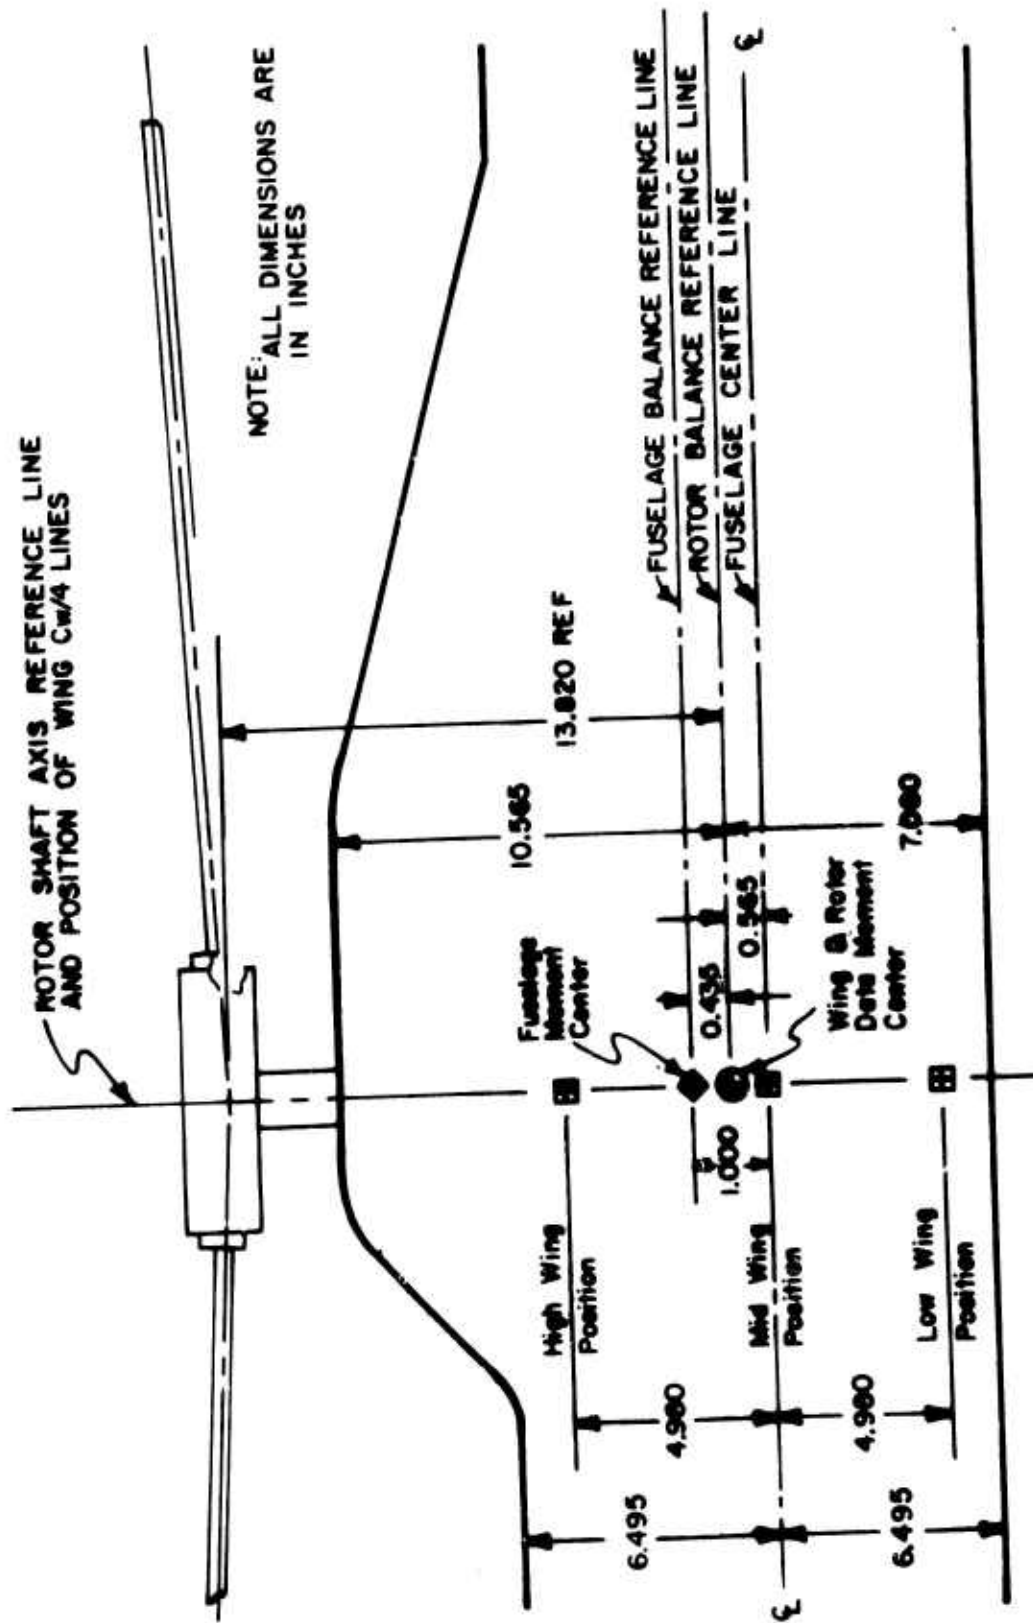 ROTOR SHAFT AXIS REFERENCE LINE
AND POSITION OF WING Cw/4 LINES
NOTE: ALL DIMENSIONS ARE
IN INCHES
13.820 REF
10.565
FUSELAGE BALANCE REFERENCE LINE
ROTOR BALANCE REFERENCE LINE
FUSELAGE CENTER LINE
℄
Fuselage
Moment
Center
0.435
0.565
7.080
Wing & Rotor
Data Moment
Center
1.000
High Wing
Position
Mid Wing
Position
Low Wing
Position
4.980
4.980
6.495
6.495
℄